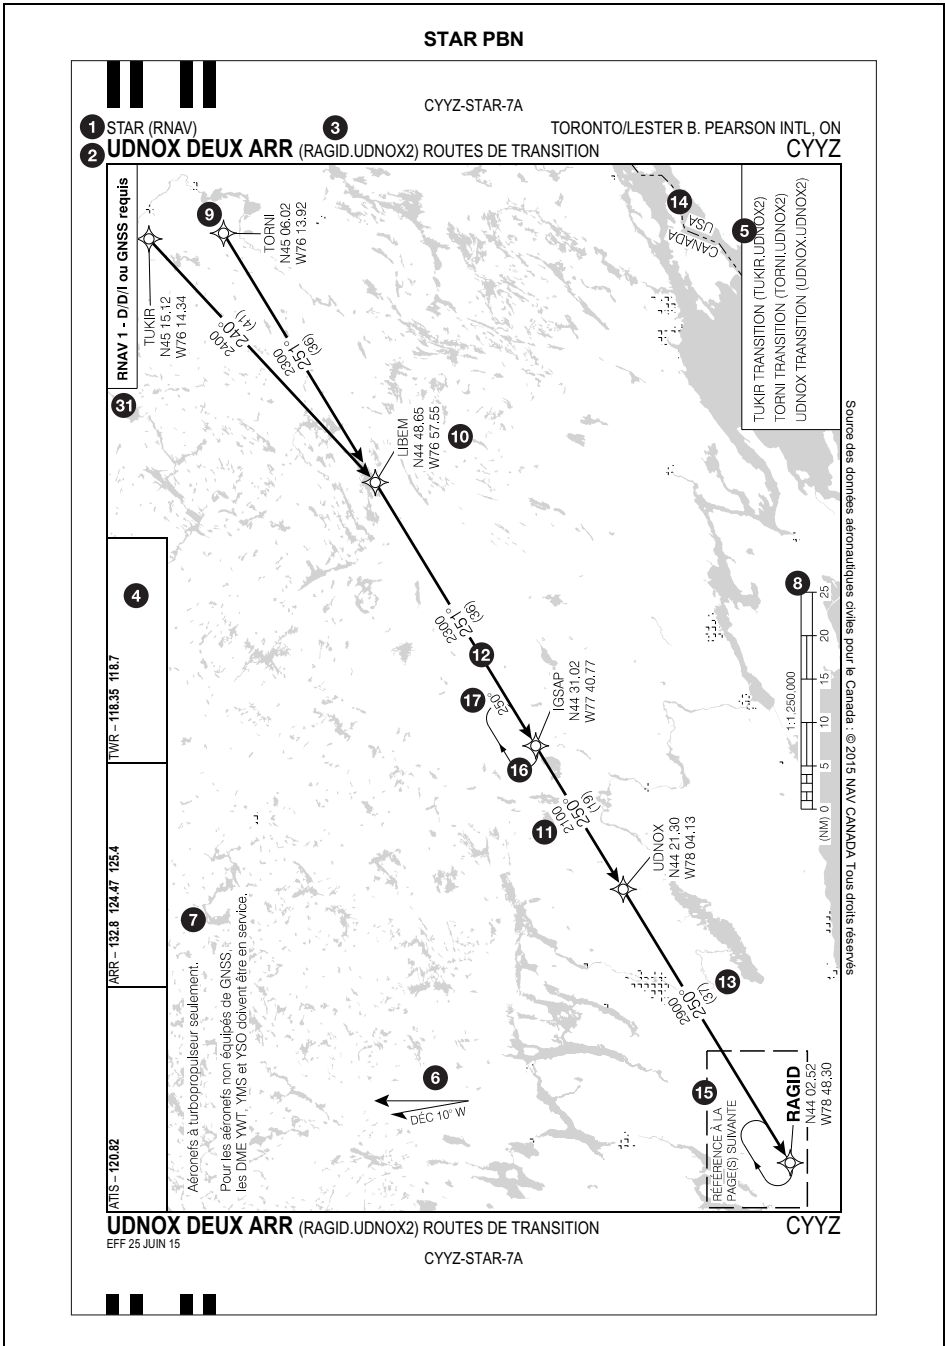 STAR PBN
CYYZ-STAR-7A
1 STAR (RNAV)
3
TORONTO/LESTER B. PEARSON INTL, ON
2 UDNOX DEUX ARR (RAGID.UDNOX2) ROUTES DE TRANSITION
CYYZ
RNAV 1 - D/D/I ou GNSS requis
31
TUKIR
N45 15.12
W76 14.34
9
TORNI
N45 06.02
W76 13.92
2400
240°
(41)
2300
251°
(36)
14
CANADA
USA
5
TUKIR TRANSITION (TUKIR.UDNOX2)
TORNI TRANSITION (TORNI.UDNOX2)
UDNOX TRANSITION (UDNOX.UDNOX2)
LIBEM
N44 48.65
W76 57.55
10
4
TWR – 118.35 118.7
ARR – 132.8 124.47 125.4
ATIS – 120.82
2300
251°
(36)
12
17
250°
16
IGSAP
N44 31.02
W77 40.77
11
2100
250°
(19)
UDNOX
N44 21.30
W78 04.13
8
1:1,250,000
(NM) 0 5 10 15 20 25
7
Aéronefs à turbopropulseur seulement.
Pour les aéronefs non équipés de GNSS,
les DME YWT, YMS et YSO doivent être en service.
13
2900
250°
(37)
6
DÉC 10° W
15
RÉFÉRENCE À LA
PAGE(S) SUIVANTE
RAGID
N44 02.52
W78 48.30
Source des données aéronautiques civiles pour le Canada : © 2015 NAV CANADA Tous droits réservés
UDNOX DEUX ARR (RAGID.UDNOX2) ROUTES DE TRANSITION
CYYZ
EFF 25 JUIN 15
CYYZ-STAR-7A